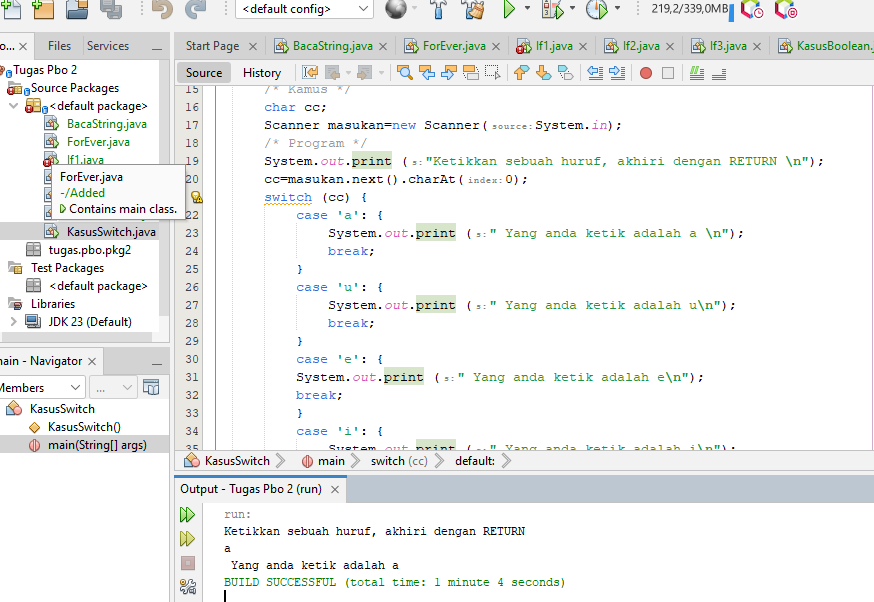 <default config>
219,2/339,0MB
o... Files Services
Start Page BacaString.java ForEver.java If1.java If2.java If3.java KasusBoolean.j
Source History
Tugas Pbo 2
Source Packages
<default package>
BacaString.java
ForEver.java
If1.java
ForEver.java
-/Added
Contains main class.
KasusSwitch.java
tugas.pbo.pkg2
Test Packages
<default package>
Libraries
JDK 23 (Default)
main - Navigator
Members ...
KasusSwitch
KasusSwitch()
main(String[] args)
15 /* Kamus */
16 char cc;
17 Scanner masukan=new Scanner(source:System.in);
18 /* Program */
19 System.out.print (s:"Ketikkan sebuah huruf, akhiri dengan RETURN \n");
20 cc=masukan.next().charAt(index:0);
switch (cc) {
22 case 'a': {
23 System.out.print (s:" Yang anda ketik adalah a \n");
24 break;
25 }
26 case 'u': {
27 System.out.print (s:" Yang anda ketik adalah u\n");
28 break;
29 }
30 case 'e': {
31 System.out.print (s:" Yang anda ketik adalah e\n");
32 break;
33 }
34 case 'i': {
35 System.out.print (s:" Yang anda ketik adalah i\n");
KasusSwitch main switch (cc) default:
Output - Tugas Pbo 2 (run)
run:
Ketikkan sebuah huruf, akhiri dengan RETURN
a
Yang anda ketik adalah a
BUILD SUCCESSFUL (total time: 1 minute 4 seconds)